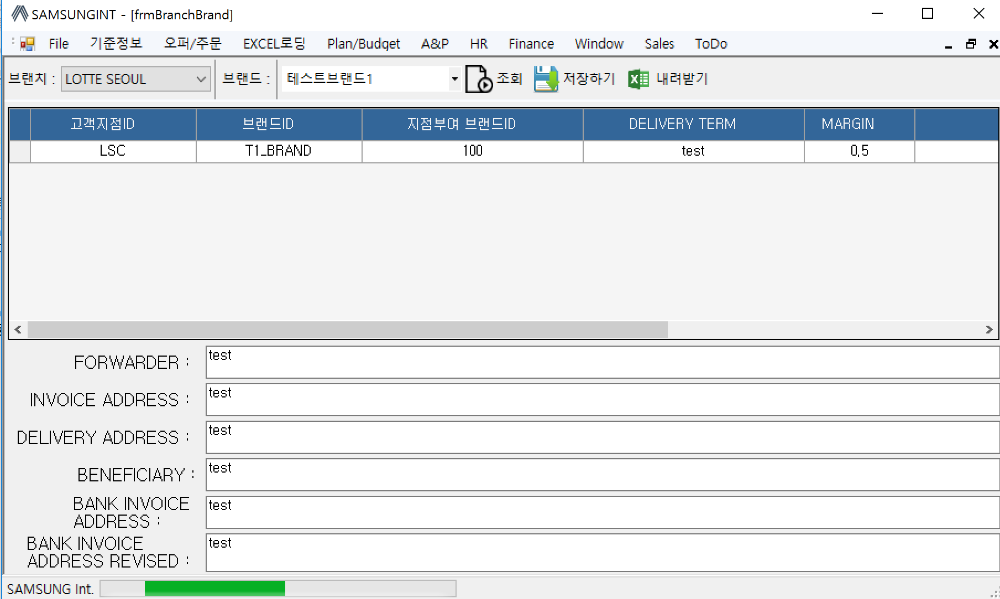 SAMSUNGINT - [frmBranchBrand]
File 기준정보 오퍼/주문 EXCEL로딩 Plan/Budget A&P HR Finance Window Sales ToDo
브랜치 : LOTTE SEOUL 브랜드 : 테스트브랜드1 조회 저장하기 내려받기
고객지점ID 브랜드ID 지점부여 브랜드ID DELIVERY TERM MARGIN
LSC T1_BRAND 100 test 0.5
FORWARDER : test
INVOICE ADDRESS : test
DELIVERY ADDRESS : test
BENEFICIARY : test
BANK INVOICE
ADDRESS : test
BANK INVOICE
ADDRESS REVISED : test
SAMSUNG Int.